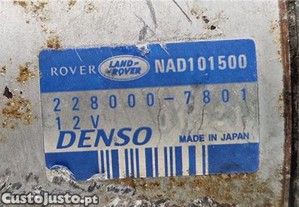 ROVER LAND-ROVER NAD101500
228000-7801
12V
DENSO MADE IN JAPAN
CustoJusto.pt